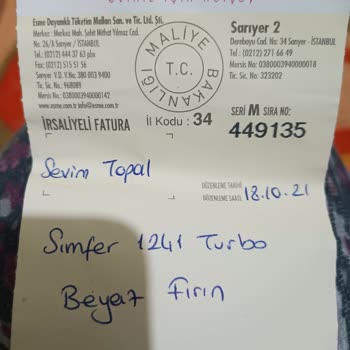 Esme Dayanıklı Tüketim Malları San. ve Tic. Ltd. Şti.
Merkez : Merkez Mah. Şehit Mithat Yılmaz Cad.
No. 26/A Sarıyer / İSTANBUL
Tel: (0212) 444 37 63 pbx
Fax: (0212) 515 51 56
Sarıyer V.D. V.No. 380 003 9400
Tic. Sic. No: 968089
Mersis No: 0380003940000142
www.esme.com.tr info@esme.com.tr
MALİYE BAKANLIĞI
T.C.
Sarıyer 2
Dereboyu Cad. No: 34 Sarıyer - İSTANBUL
Tel: (0212) 271 66 49
Mersis No: 0380003940000018
Tic. Sic. No: 323202
İRSALİYELİ FATURA
İl Kodu : 34
SERİ M SIRA NO:
449135
Sevim Topal
DÜZENLEME TARİHİ
DÜZENLEME SAATİ
18.10.21
Simfer 1241 Turbo
Beyaz Fırın